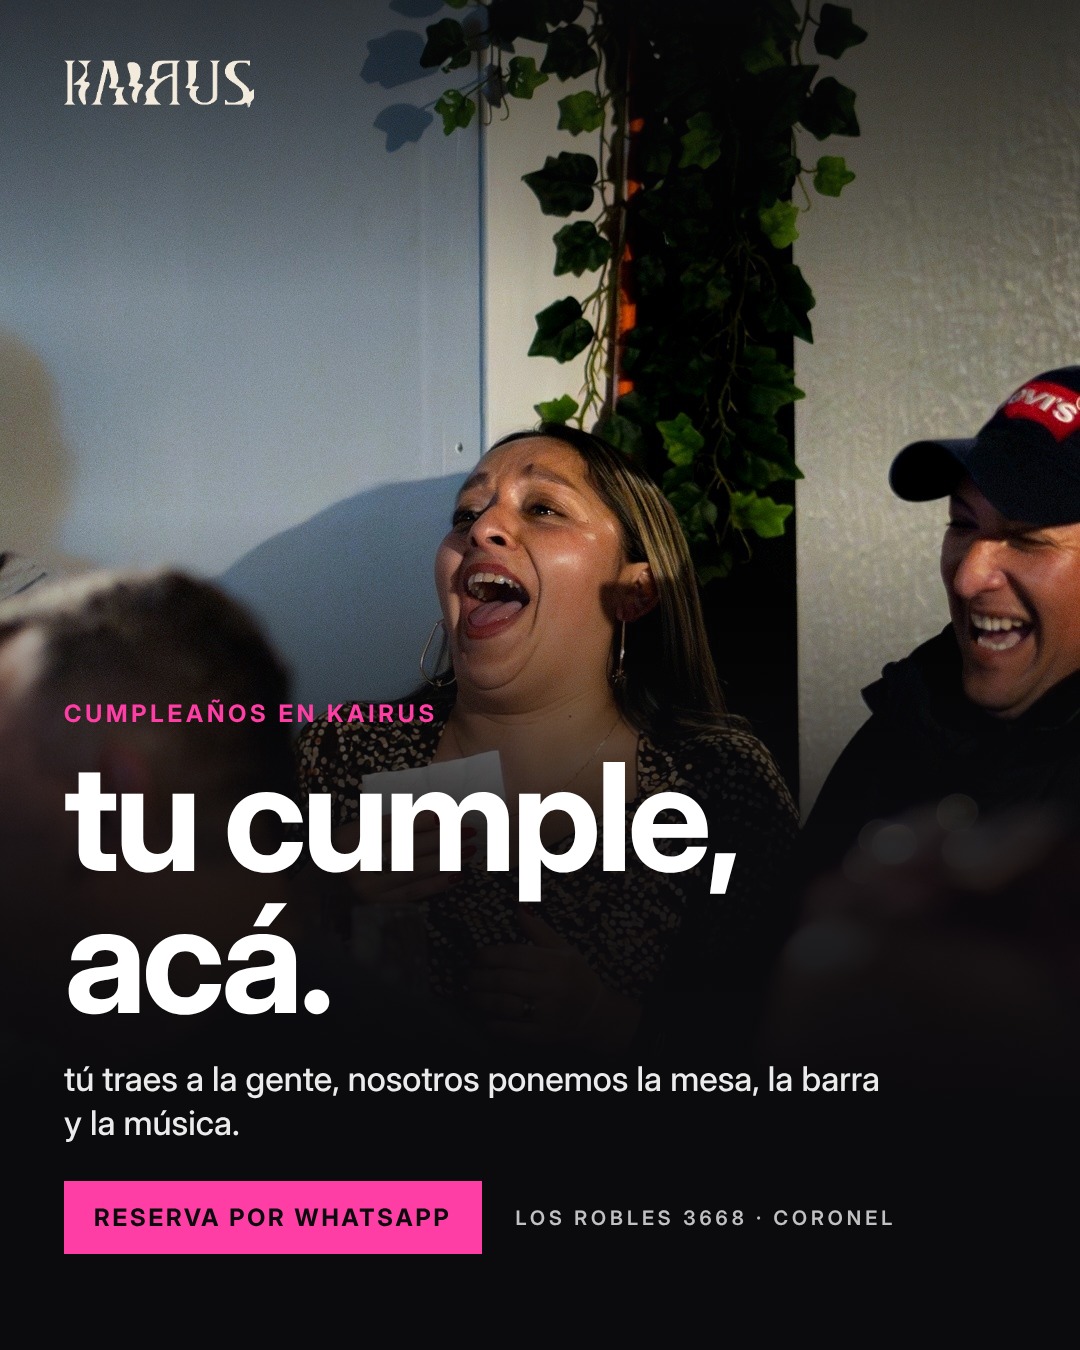 KAIRUS
CUMPLEAÑOS EN KAIRUS
tu cumple,
acá.
tú traes a la gente, nosotros ponemos la mesa, la barra
y la música.
RESERVA POR WHATSAPP
LOS ROBLES 3668 · CORONEL